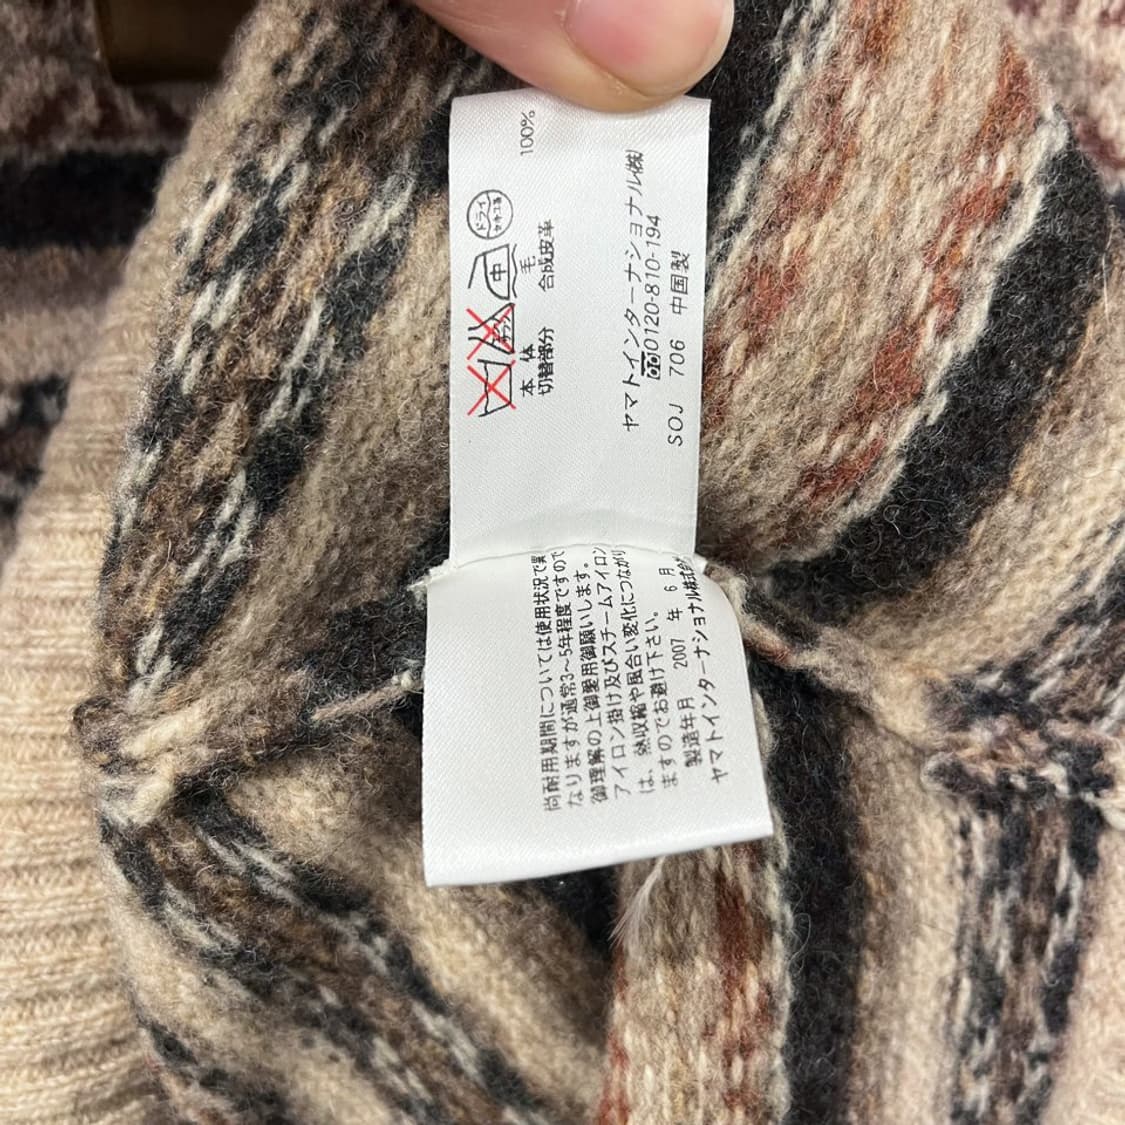 中
ドライ
セキユ系
本　体　毛　100%
切替部分　合成皮革
ヤマトインターナショナル(株)
0120-810-194
SOJ 706 中国製
尚耐用期間については使用状況で異
なりますが通常3〜5年程度ですので
御理解の上御愛用御願いします。
アイロン掛け及びスチームアイロン
は、熱収縮や風合い変化につながり
ますのでお避け下さい。
製造年月 2007 年 6 月
ヤマトインターナショナル株式会